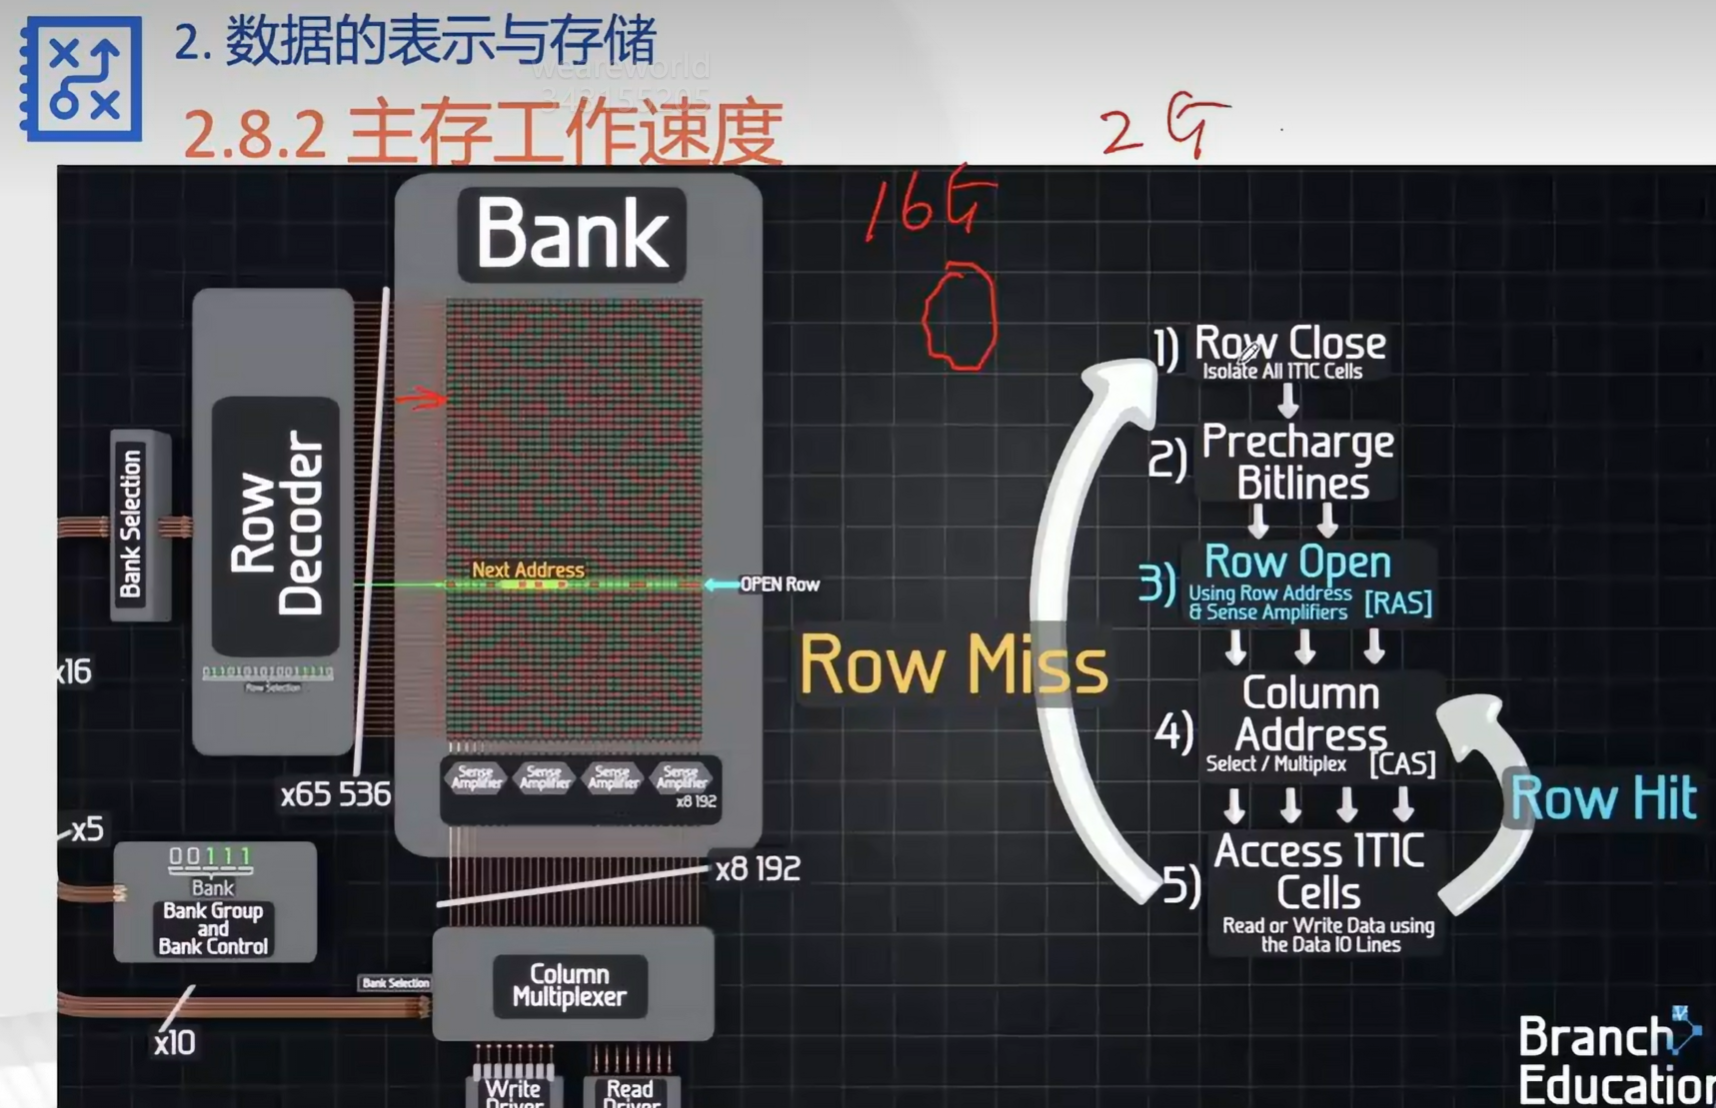 2. 数据的表示与存储
weareworld
343155205
2.8.2 主存工作速度
2G
16G
Bank
Bank Selection
Row
Decoder
Row Selection
Next Address
OPEN Row
Sense
Amplifier
Sense
Amplifier
Sense
Amplifier
Sense
Amplifier
x8 192
x16
x65 536
x5
00111
Bank
Bank Group
and
Bank Control
x8 192
Bank Selection
Column
Multiplexer
x10
Write
Driver
Read
Driver
Row Miss
1) Row Close
Isolate All 1T1C Cells
2) Precharge
Bitlines
3) Row Open
Using Row Address
& Sense Amplifiers [RAS]
4) Column
Address
Select / Multiplex [CAS]
5) Access 1T1C
Cells
Read or Write Data using
the Data IO Lines
Row Hit
Branch
Education